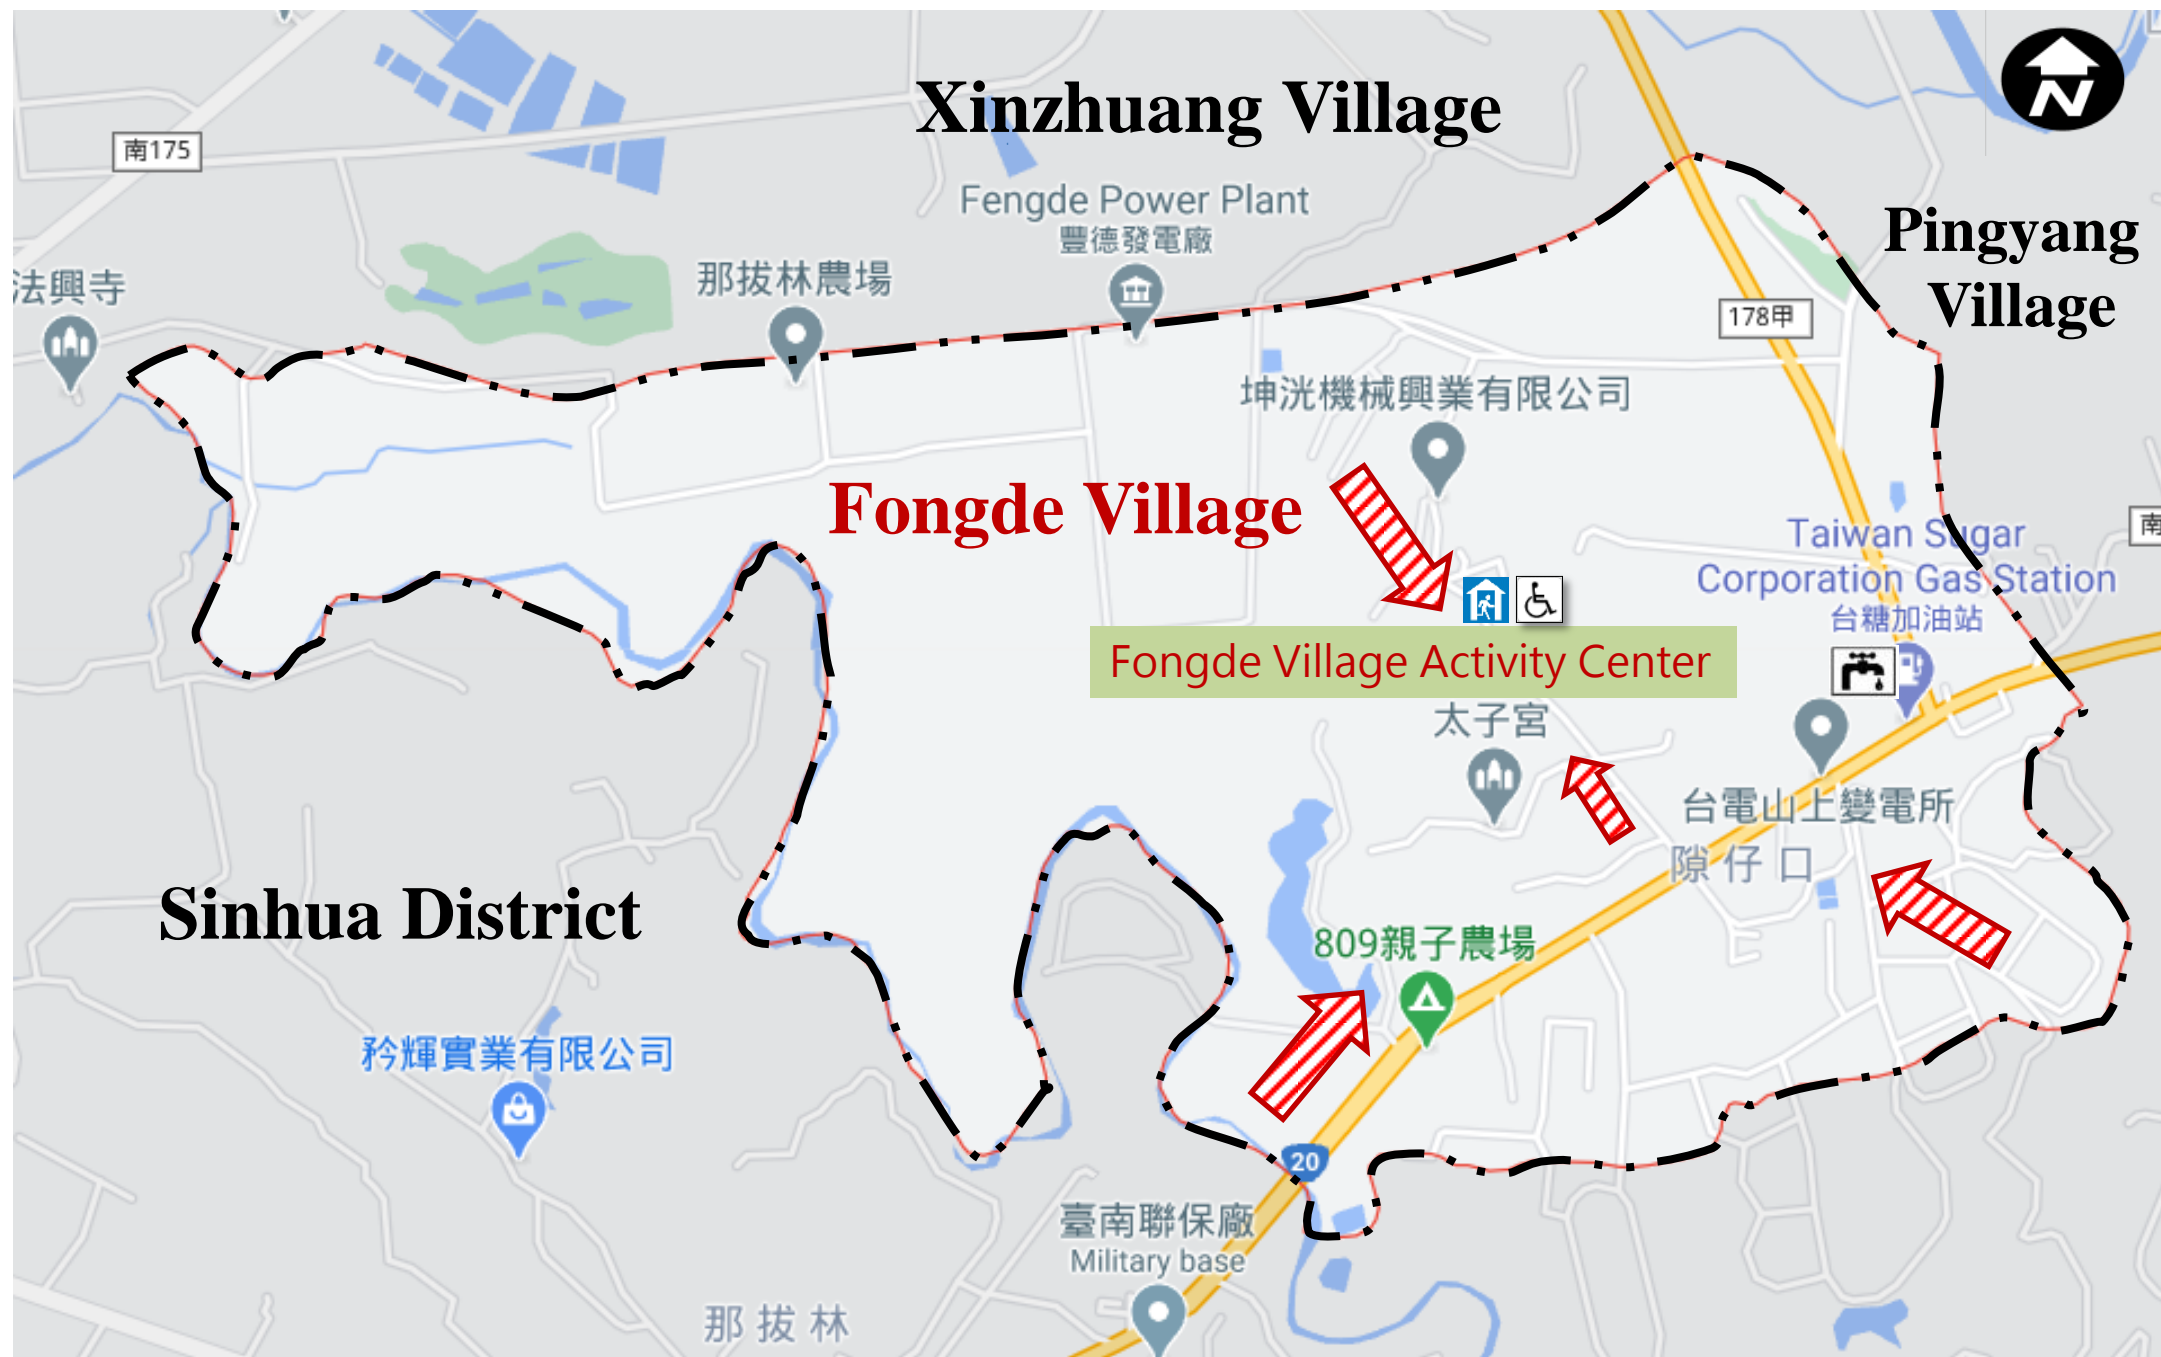 Xinzhuang Village
南175
Fengde Power Plant
豐德發電廠
Pingyang
Village
法興寺
那拔林農場
178甲
坤洸機械興業有限公司
Fongde Village
南
Taiwan Sugar
Corporation Gas Station
台糖加油站
Fongde Village Activity Center
太子宮
台電山上變電所
隙仔口
Sinhua District
809親子農場
矜輝實業有限公司
20
臺南聯保廠
Military base
那拔林
N